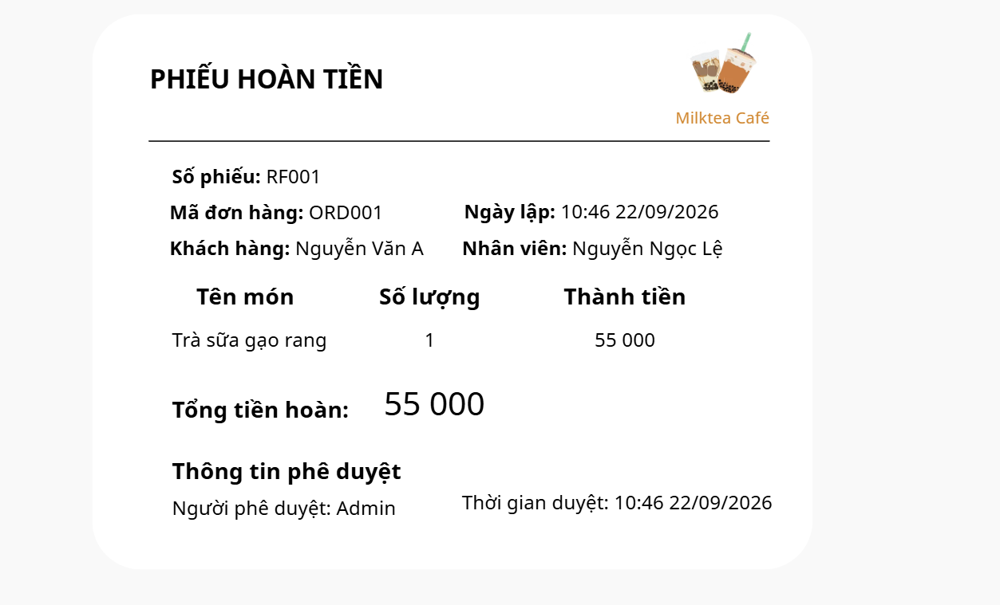 PHIẾU HOÀN TIỀN
Milktea Café
Số phiếu: RF001
Mã đơn hàng: ORD001 Ngày lập: 10:46 22/09/2026
Khách hàng: Nguyễn Văn A Nhân viên: Nguyễn Ngọc Lệ
Tên món Số lượng Thành tiền
Trà sữa gạo rang 1 55 000
Tổng tiền hoàn: 55 000
Thông tin phê duyệt
Người phê duyệt: Admin Thời gian duyệt: 10:46 22/09/2026